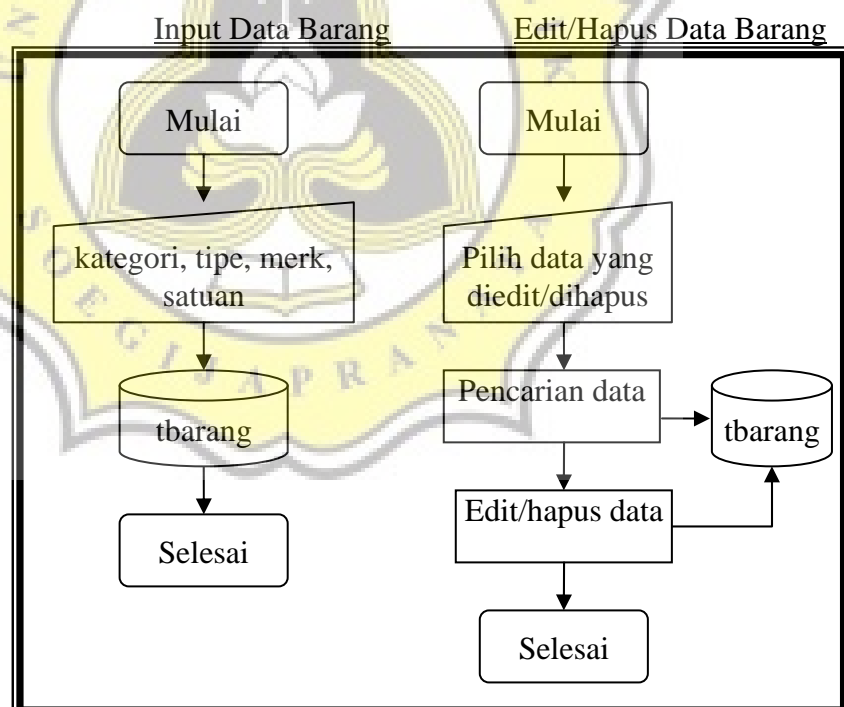 Input Data Barang
Edit/Hapus Data Barang
Mulai
kategori, tipe, merk,
satuan
tbarang
Selesai
Mulai
Pilih data yang
diedit/dihapus
Pencarian data
tbarang
Edit/hapus data
Selesai
SOEGIJAPRANATA